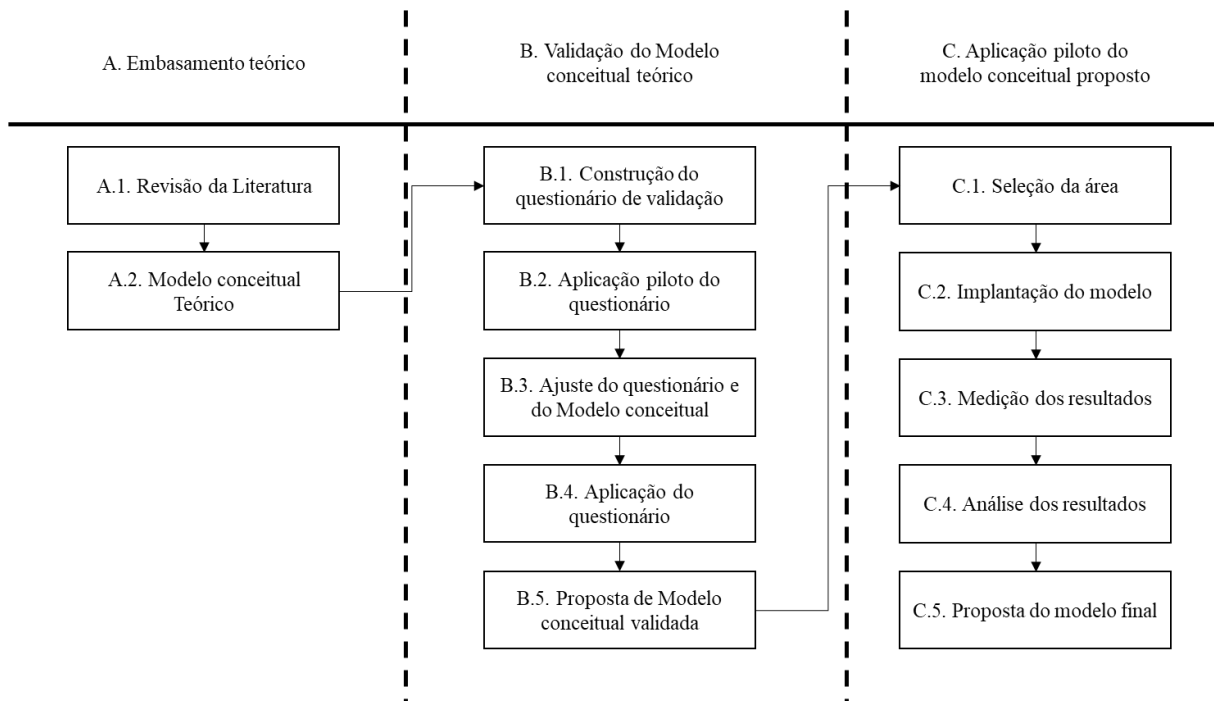 A. Embasamento teórico
B. Validação do Modelo
conceitual teórico
C. Aplicação piloto do
modelo conceitual proposto
A.1. Revisão da Literatura
A.2. Modelo conceitual
Teórico
B.1. Construção do
questionário de validação
B.2. Aplicação piloto do
questionário
B.3. Ajuste do questionário e
do Modelo conceitual
B.4. Aplicação do
questionário
B.5. Proposta de Modelo
conceitual validada
C.1. Seleção da área
C.2. Implantação do modelo
C.3. Medição dos resultados
C.4. Análise dos resultados
C.5. Proposta do modelo final